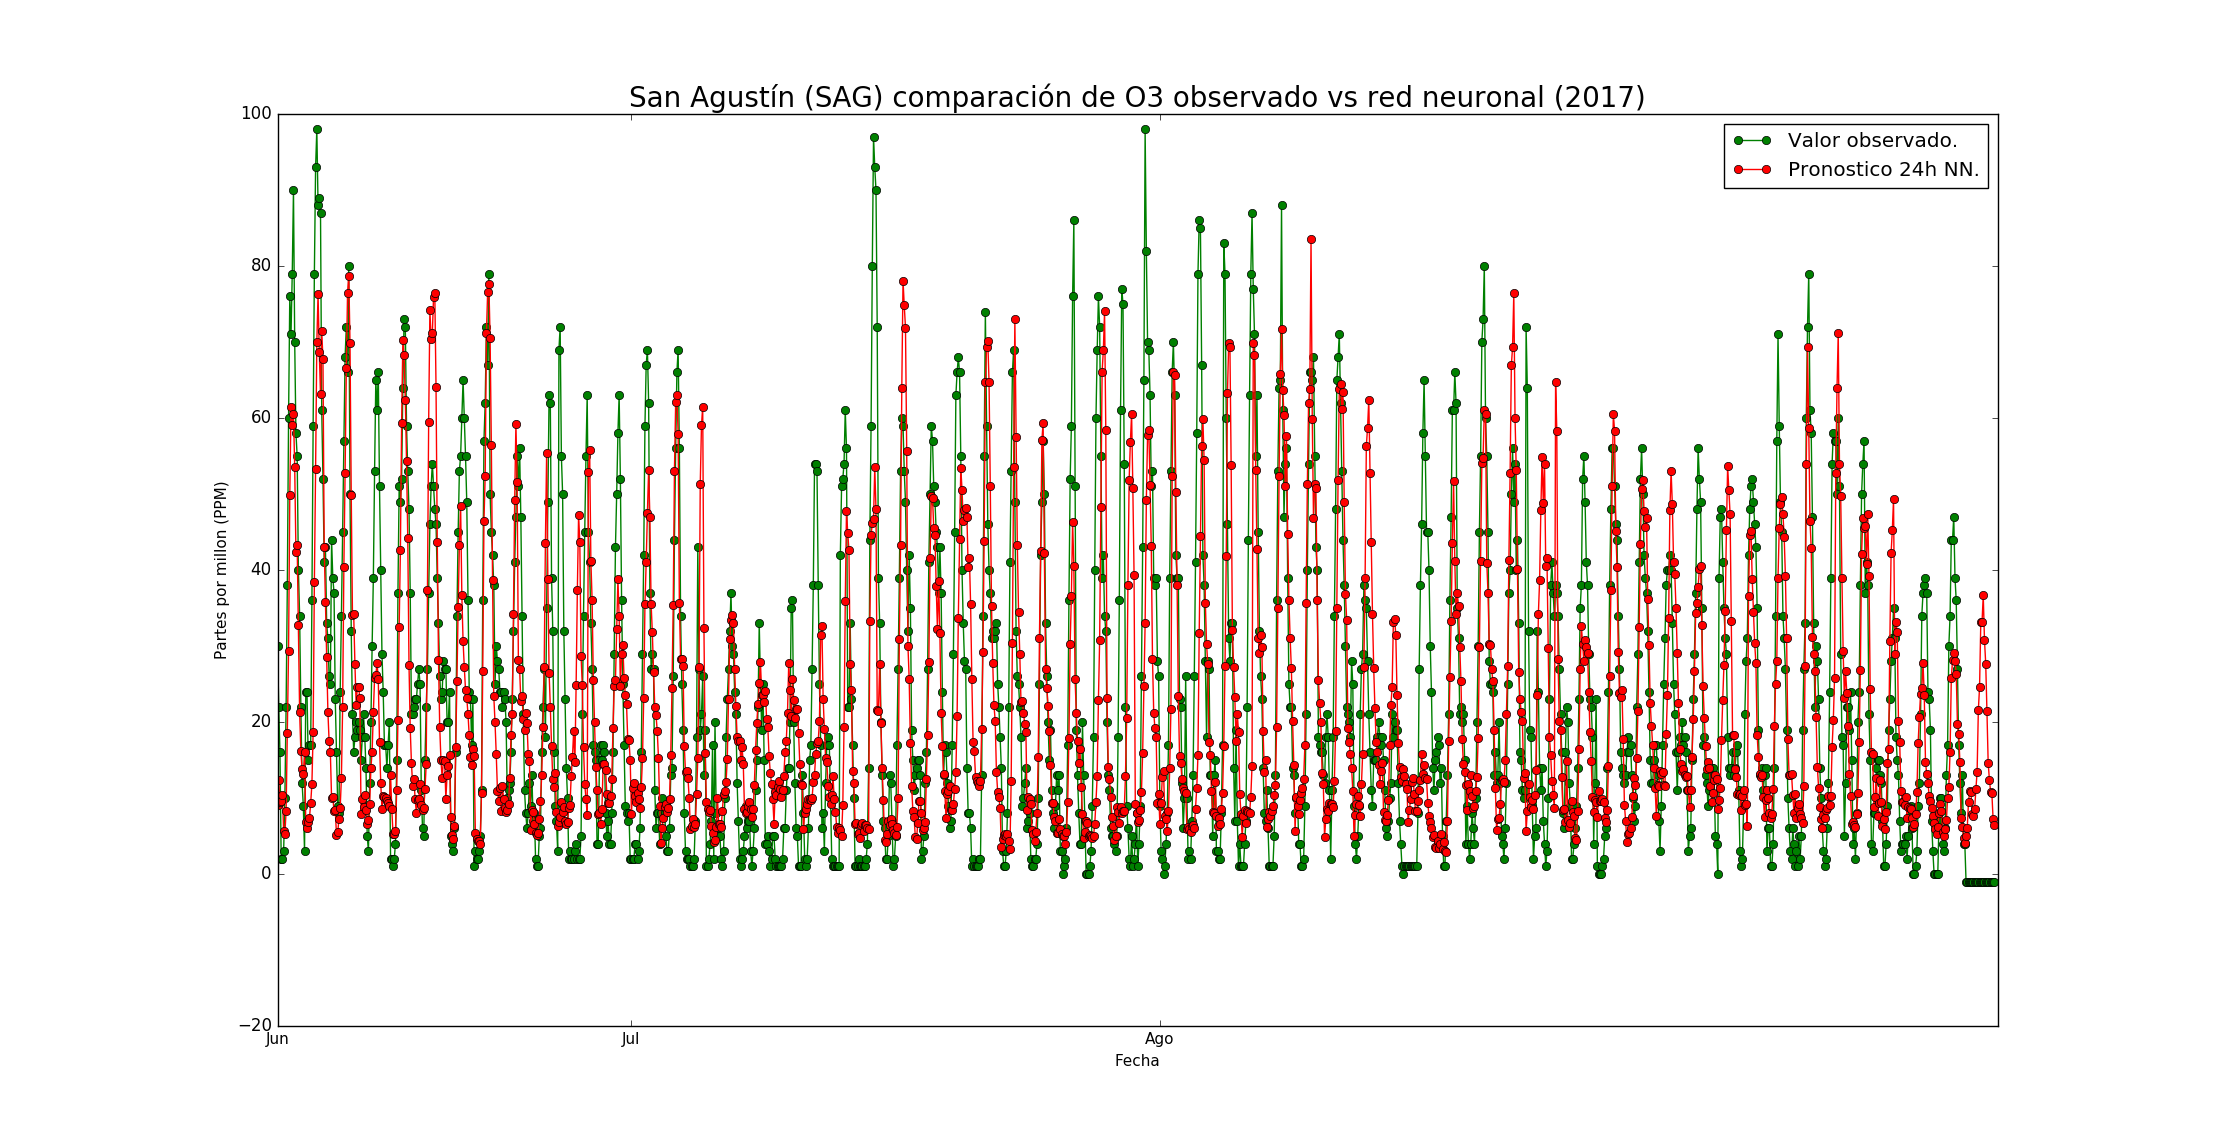 San Agustín (SAG) comparación de O3 observado vs red neuronal (2017)
100
80
60
40
20
0
−20
Partes por millon (PPM)
Valor observado.
Pronostico 24h NN.
Jun
Jul
Ago
Fecha